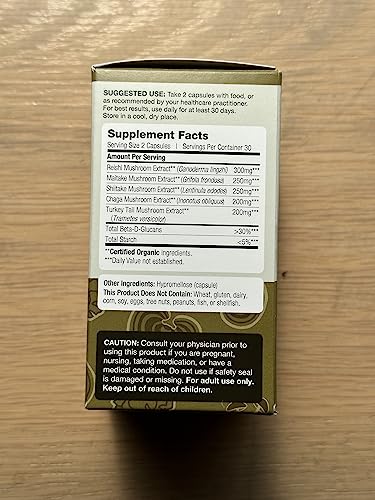 SUGGESTED USE: Take 2 capsules with food, or
as recommended by your healthcare practitioner.
For best results, use daily for at least 30 days.
Store in a cool, dry place.
Supplement Facts
Serving Size 2 Capsules | Servings Per Container 30
Amount Per Serving
Reishi Mushroom Extract** (Ganoderma lingzhi) 300mg***
Maitake Mushroom Extract** (Grifola frondosa) 250mg***
Shiitake Mushroom Extract** (Lentinula edodes) 250mg***
Chaga Mushroom Extract** (Inonotus obliquus) 200mg***
Turkey Tail Mushroom Extract** 200mg***
(Trametes versicolor)
Total Beta-D-Glucans >30%***
Total Starch <5%***
**Certified Organic ingredients.
***Daily Value not established.
Other Ingredients: Hypromellose (capsule)
This Product Does Not Contain: Wheat, gluten, dairy,
corn, soy, eggs, tree nuts, peanuts, fish, or shellfish.
CAUTION: Consult your physician prior to
using this product if you are pregnant,
nursing, taking medication, or have a
medical condition. Do not use if safety seal
is damaged or missing. For adult use only.
Keep out of reach of children.